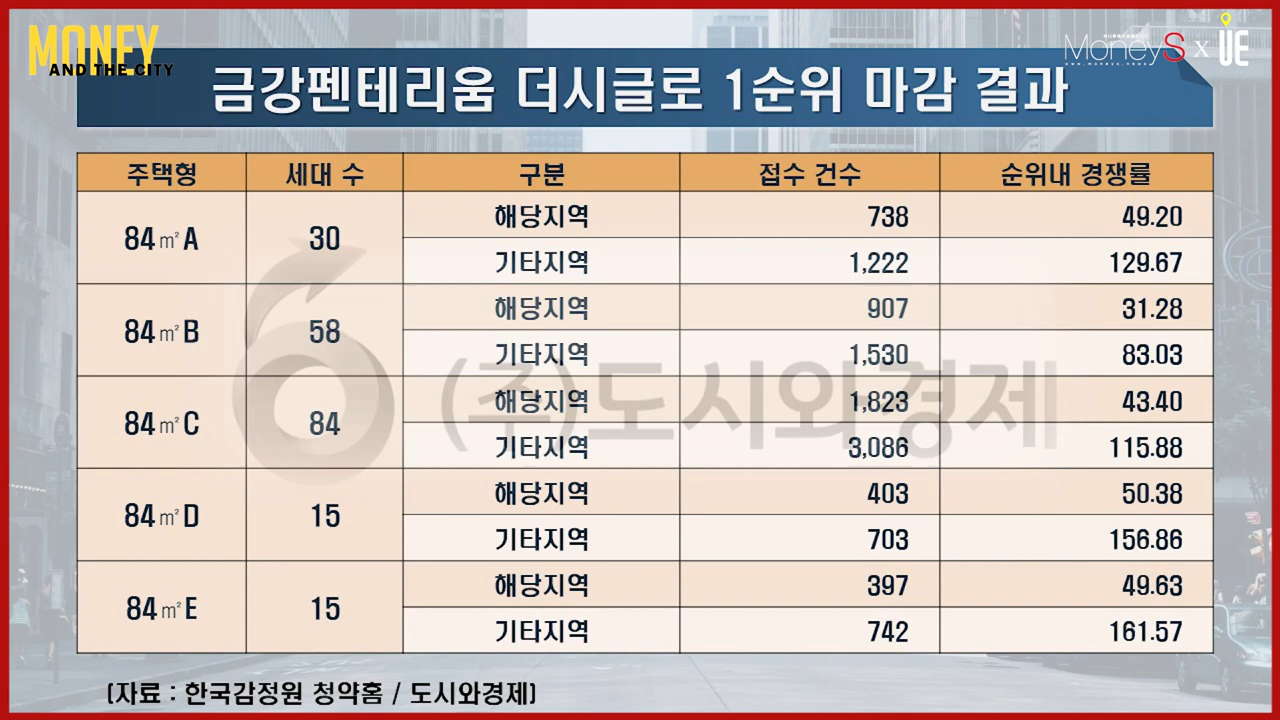 MONEY
AND THE CITY
MoneyS x UE
금강펜테리움 더시글로 1순위 마감 결과
주택형 세대 수 구분 접수 건수 순위내 경쟁률
84㎡A 30 해당지역 738 49.20
기타지역 1,222 129.67
84㎡B 58 해당지역 907 31.28
기타지역 1,530 83.03
84㎡C 84 해당지역 1,823 43.40
기타지역 3,086 115.88
84㎡D 15 해당지역 403 50.38
기타지역 703 156.86
84㎡E 15 해당지역 397 49.63
기타지역 742 161.57
(주)도시와경제
(자료 : 한국감정원 청약홈 / 도시와경제)